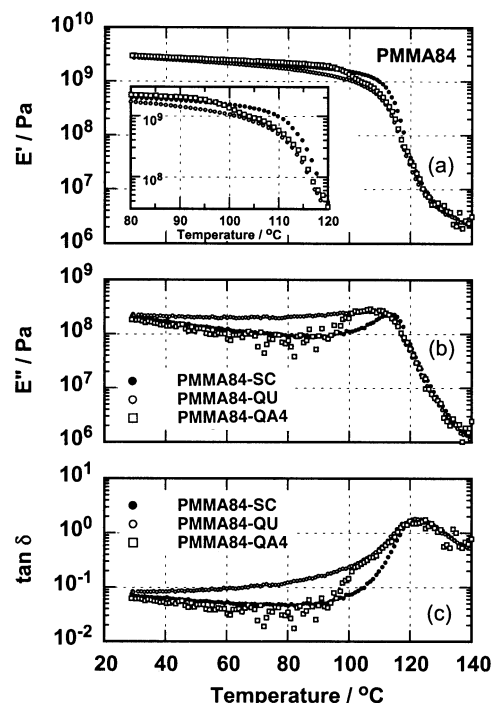 10¹⁰
PMMA84
10⁹
10⁸
10⁷
10⁶
E' / Pa
(a)
10⁹
10⁸
80 90 100 110 120
Temperature / °C
10⁹
10⁸
10⁷
10⁶
E" / Pa
(b)
PMMA84-SC
PMMA84-QU
PMMA84-QA4
10¹
10⁰
10⁻¹
10⁻²
tan δ
PMMA84-SC
PMMA84-QU
PMMA84-QA4
(c)
20 40 60 80 100 120 140
Temperature / °C